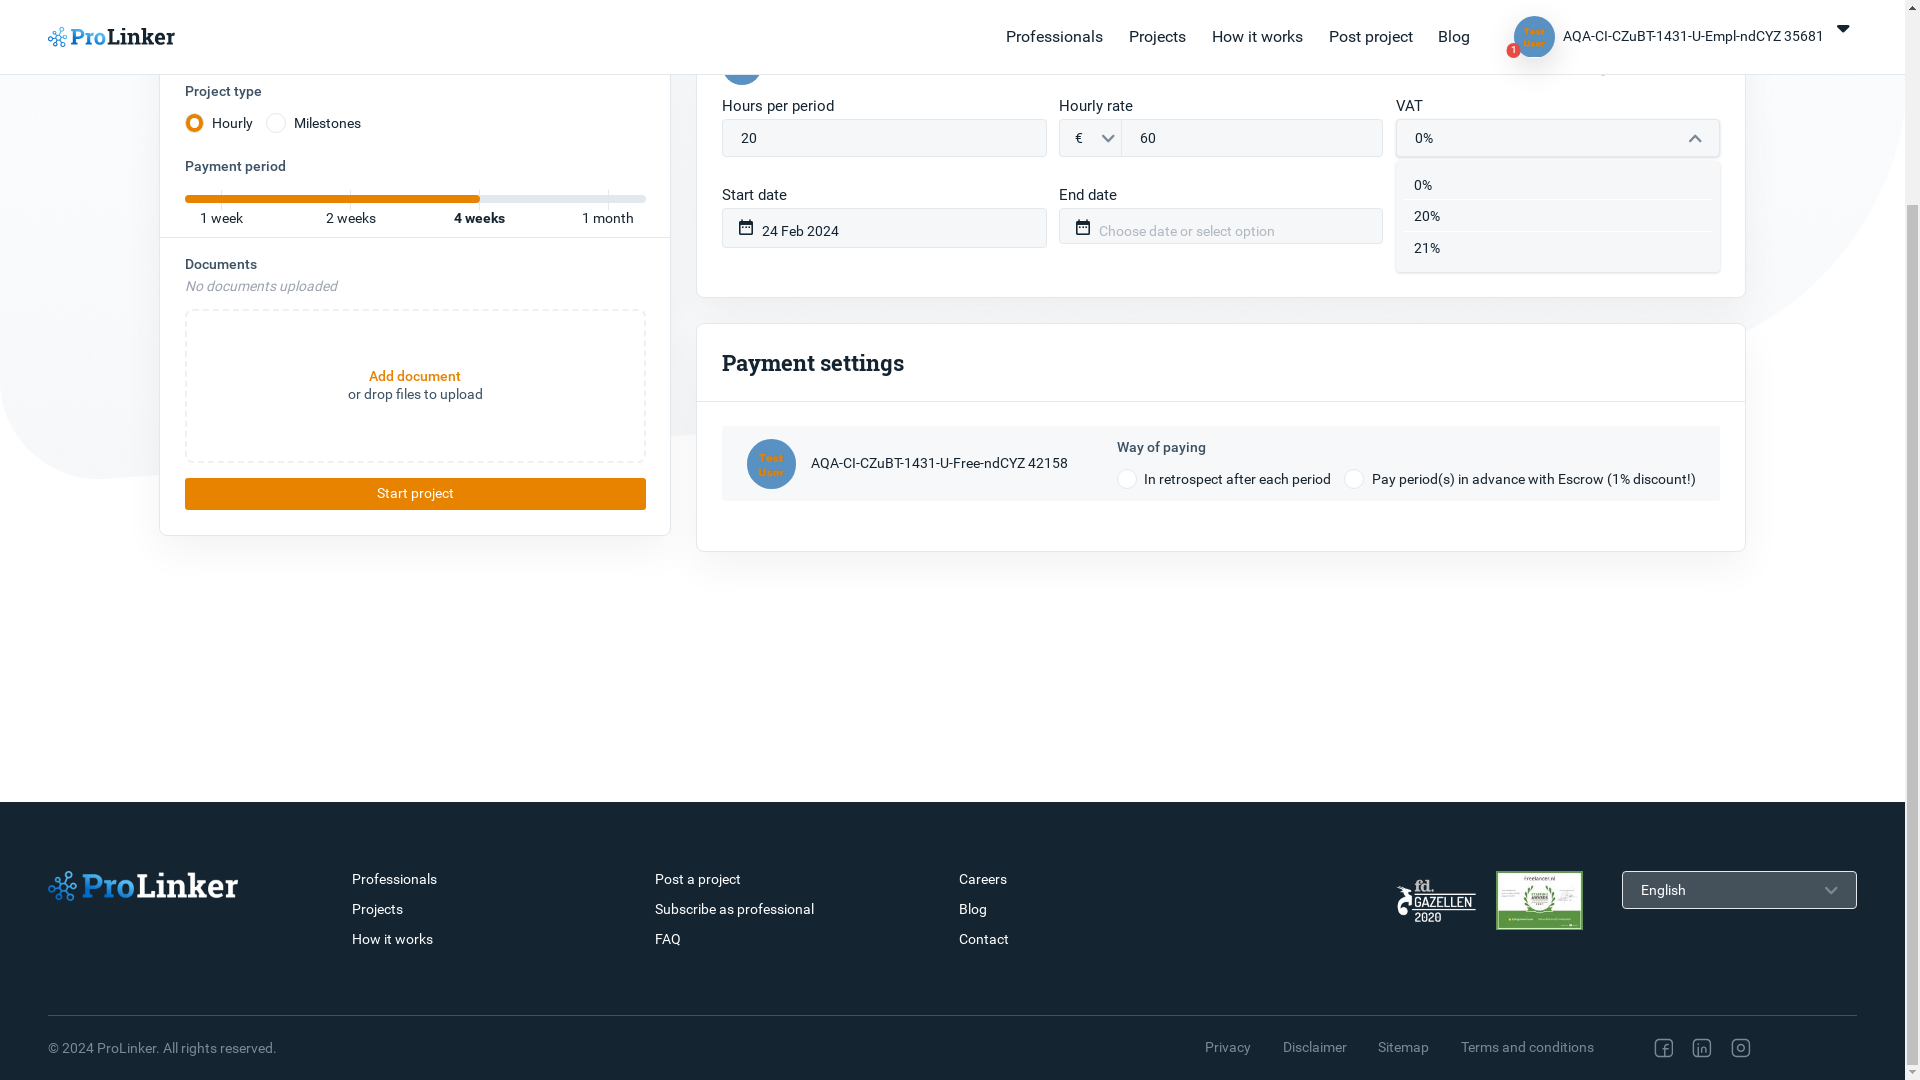 ProLinker
Professionals
Projects
How it works
Post project
Blog
Test User
1
AQA-CI-CZuBT-1431-U-Empl-ndCYZ 35681
Project type
Hourly
Milestones
Payment period
1 week
2 weeks
4 weeks
1 month
Documents
No documents uploaded
Add document
or drop files to upload
Start project
Hours per period
Hourly rate
VAT
20
€
60
0%
0%
20%
21%
Start date
End date
24 Feb 2024
Choose date or select option
Payment settings
Test
User
AQA-CI-CZuBT-1431-U-Free-ndCYZ 42158
Way of paying
In retrospect after each period
Pay period(s) in advance with Escrow (1% discount!)
ProLinker
Professionals
Projects
How it works
Post a project
Subscribe as professional
FAQ
Careers
Blog
Contact
fd.
GAZELLEN
2020
Freelancer.nl
English
© 2024 ProLinker. All rights reserved.
Privacy
Disclaimer
Sitemap
Terms and conditions